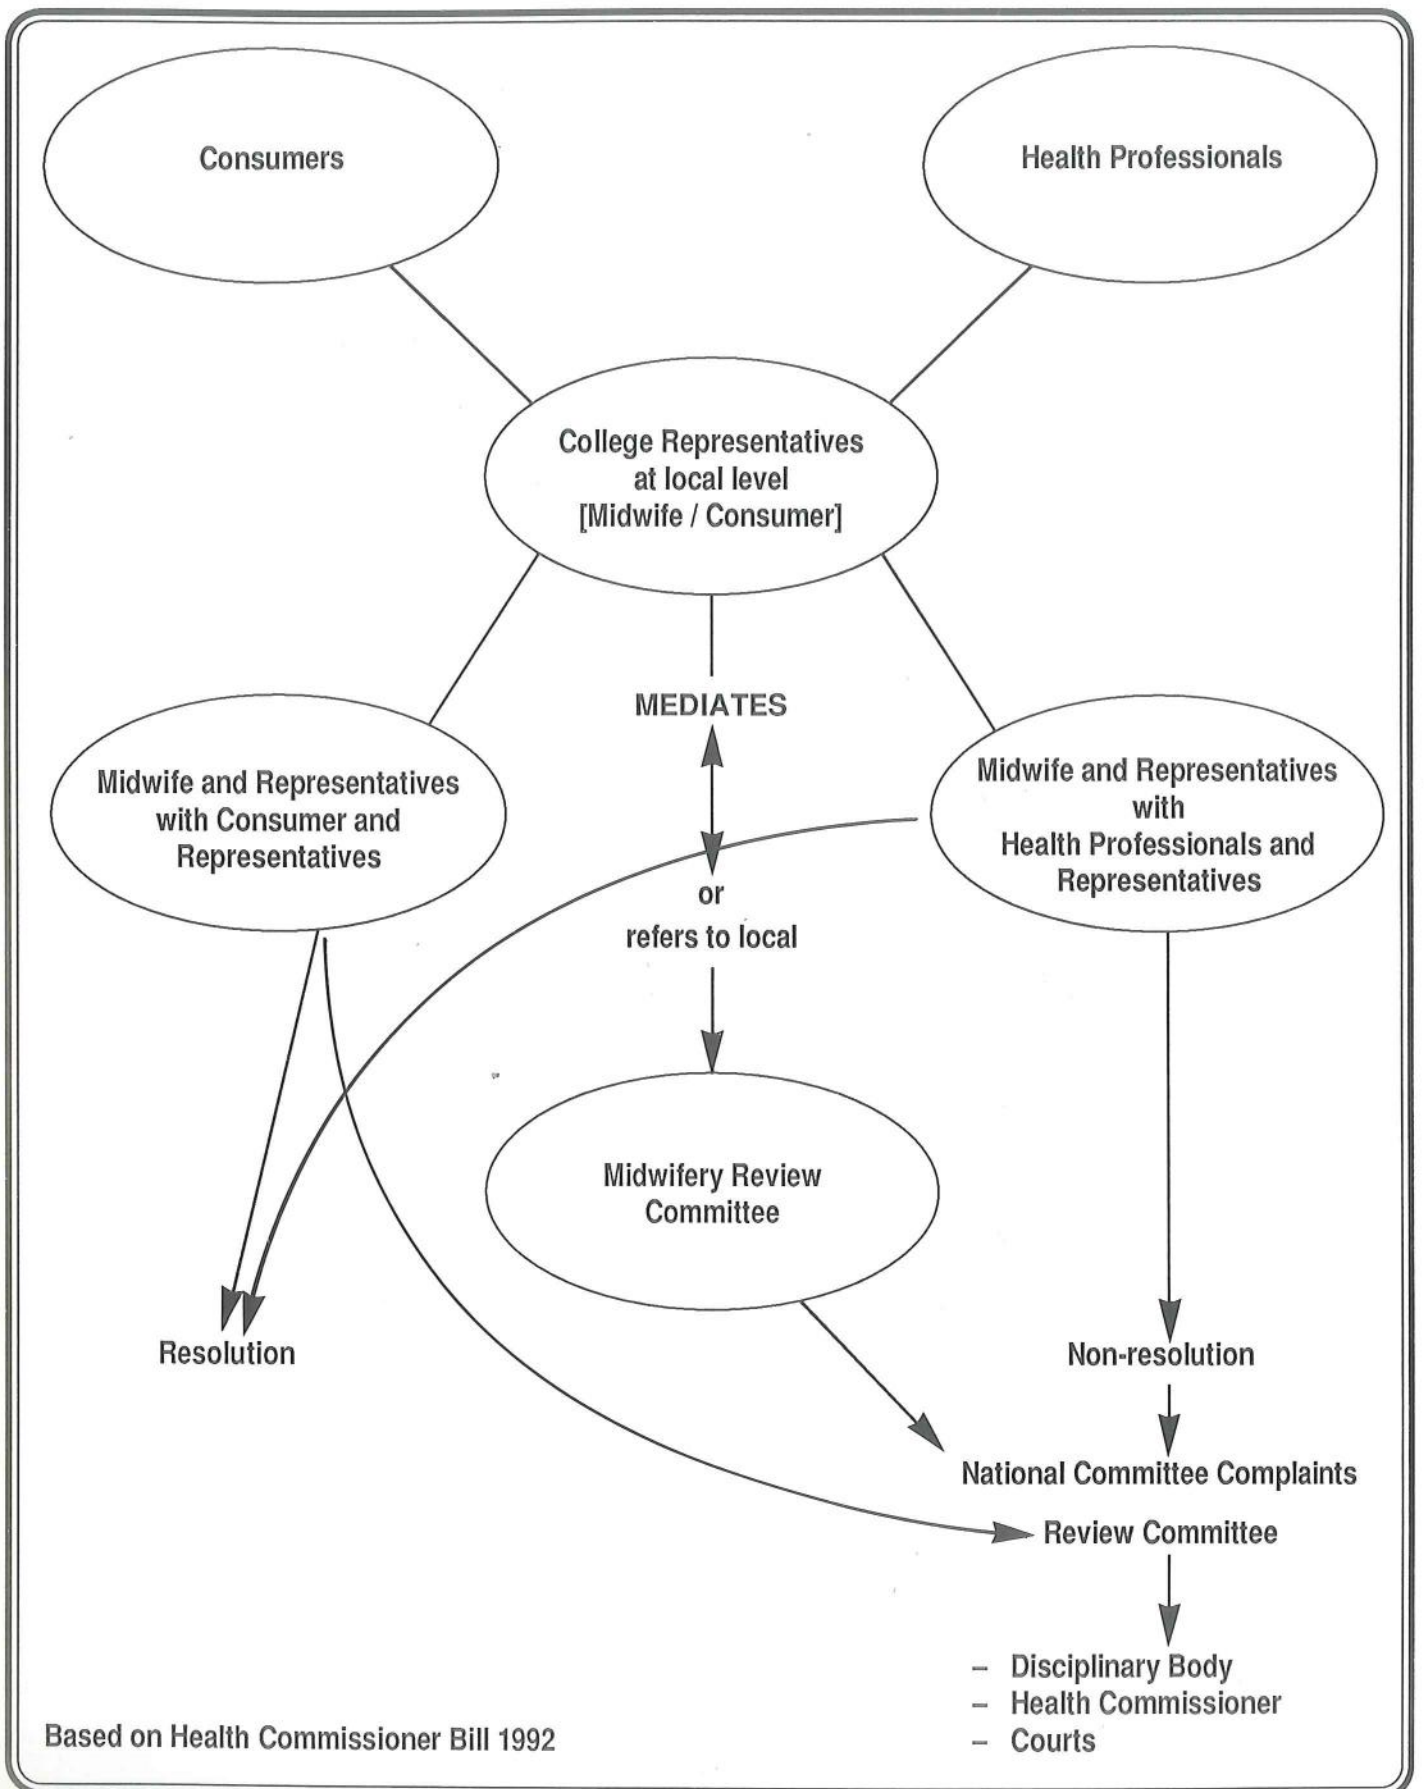 Consumers
Health Professionals
College Representatives
at local level
[Midwife / Consumer]
MEDIATES
Midwife and Representatives
with Consumer and
Representatives
Midwife and Representatives
with
Health Professionals and
Representatives
or
refers to local
Midwifery Review
Committee
Resolution
Non-resolution
National Committee Complaints
Review Committee
– Disciplinary Body
– Health Commissioner
– Courts
Based on Health Commissioner Bill 1992